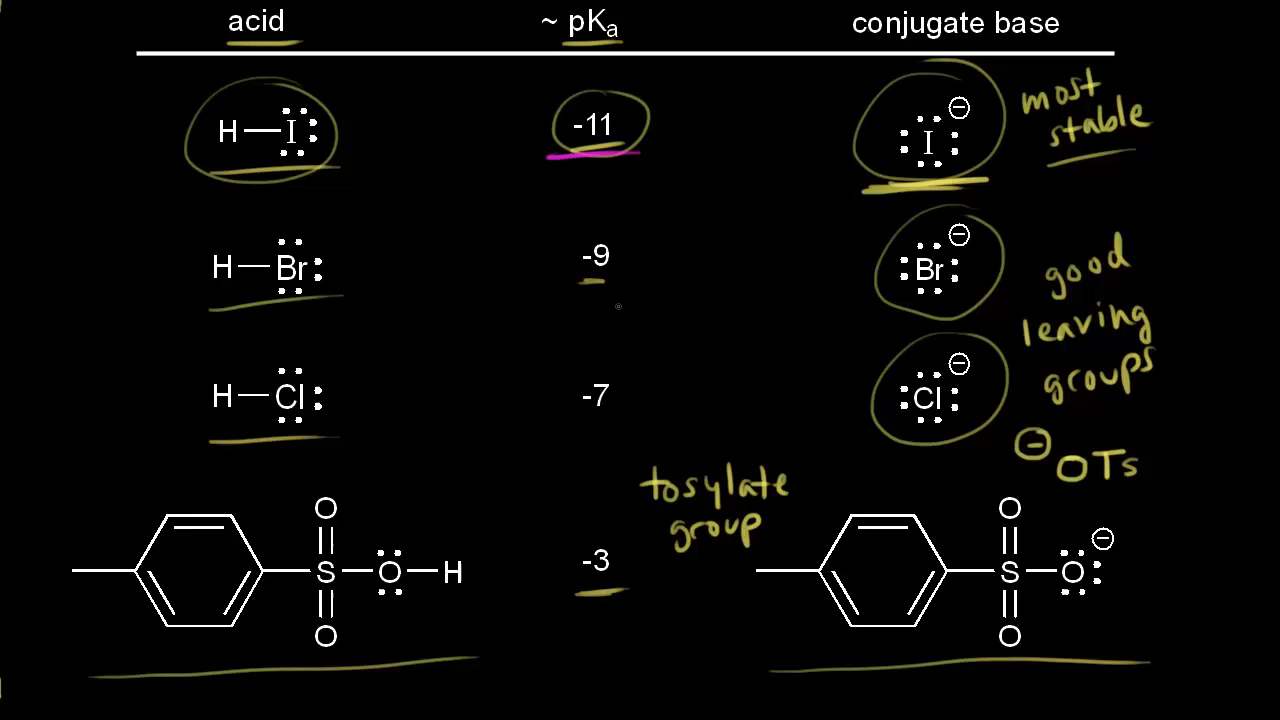 acid ~ pKa conjugate base
H—I -11 I⊖ most
stable
H—Br -9 Br⊖ good
leaving
groups
H—Cl -7 Cl⊖
⊖OTs
tosylate
group
O O
S O—H -3 S O⊖
O O